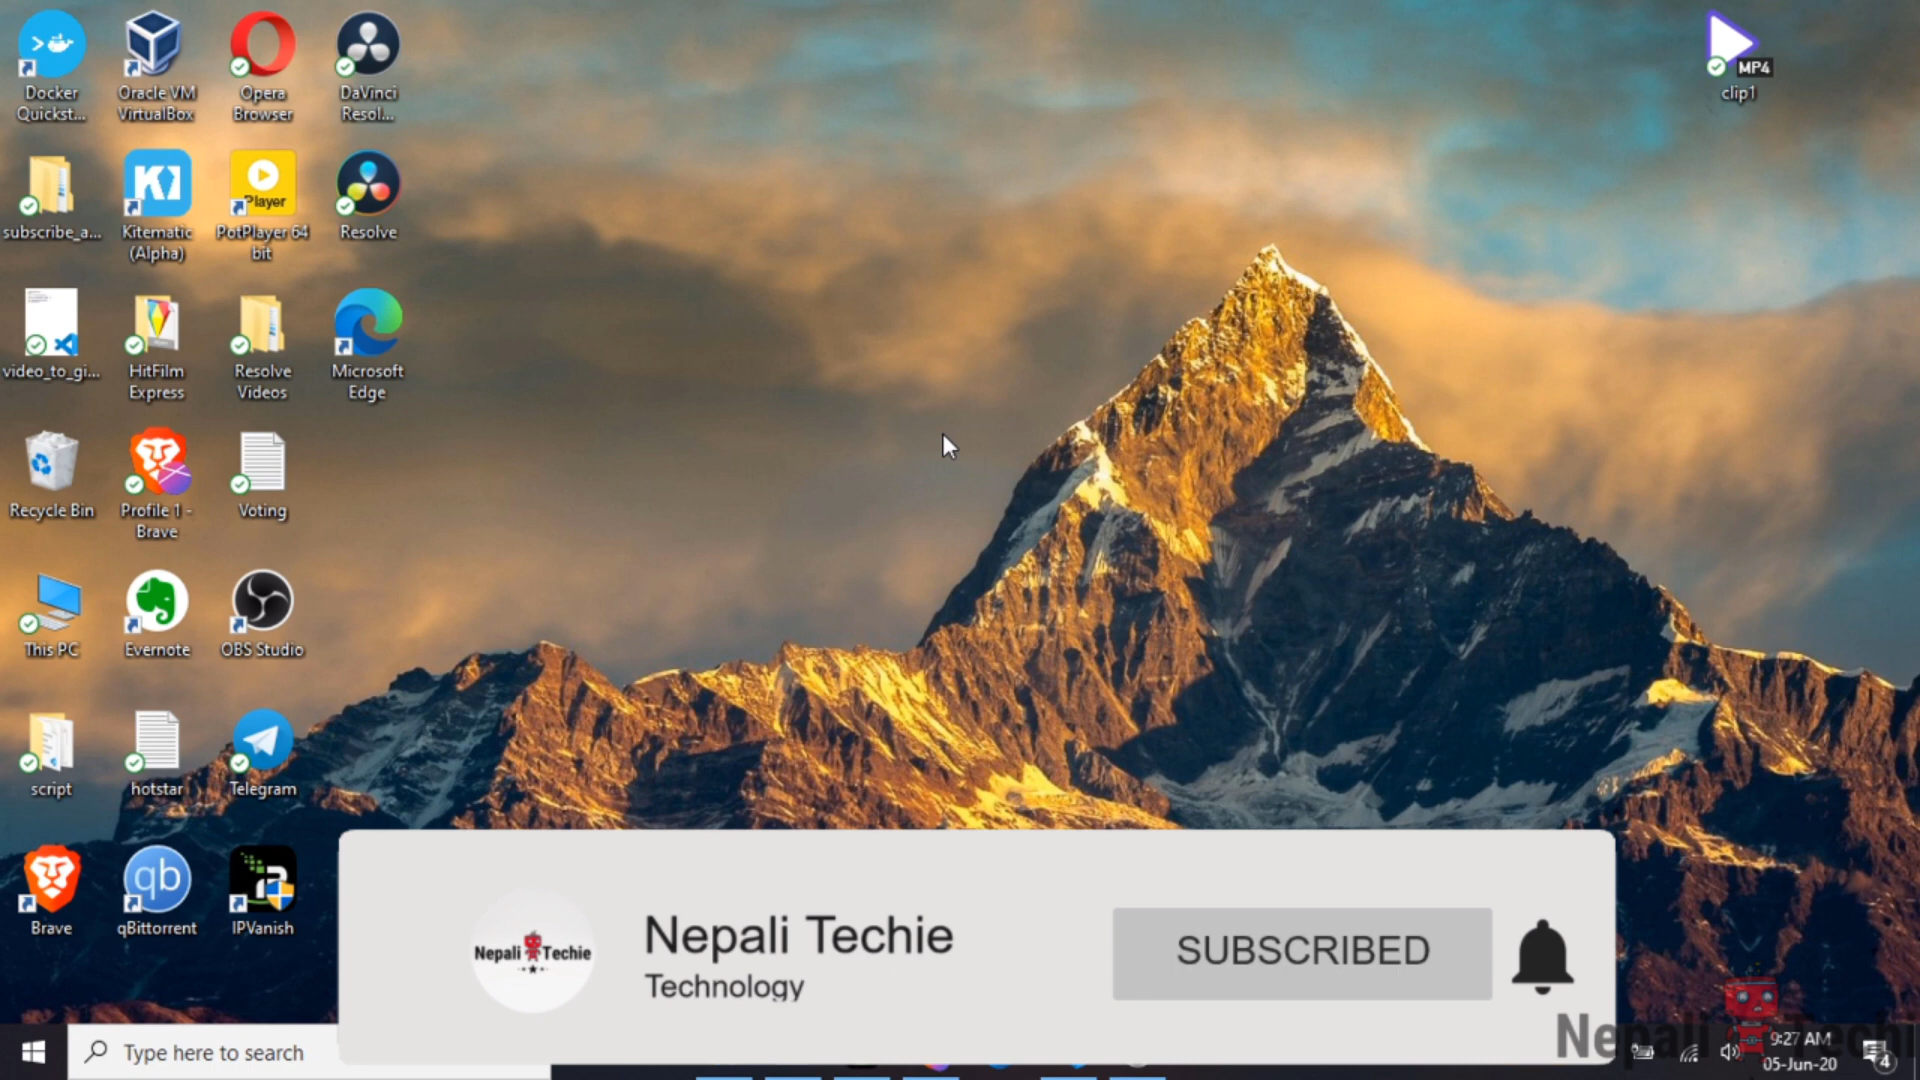 Docker
Quickst...
Oracle VM
VirtualBox
Opera
Browser
DaVinci
Resol...
MP4
clip1
subscribe_a...
Kitematic
(Alpha)
Player
PotPlayer 64
bit
Resolve
video_to_gi...
HitFilm
Express
Resolve
Videos
Microsoft
Edge
Recycle Bin
Profile 1 -
Brave
Voting
This PC
Evernote
OBS Studio
script
hotstar
Telegram
Brave
qb
qBittorrent
IPVanish
Nepali Techie
Nepali Techie
Technology
SUBSCRIBED
Type here to search
Nepali Techi
9:27 AM
05-Jun-20
4